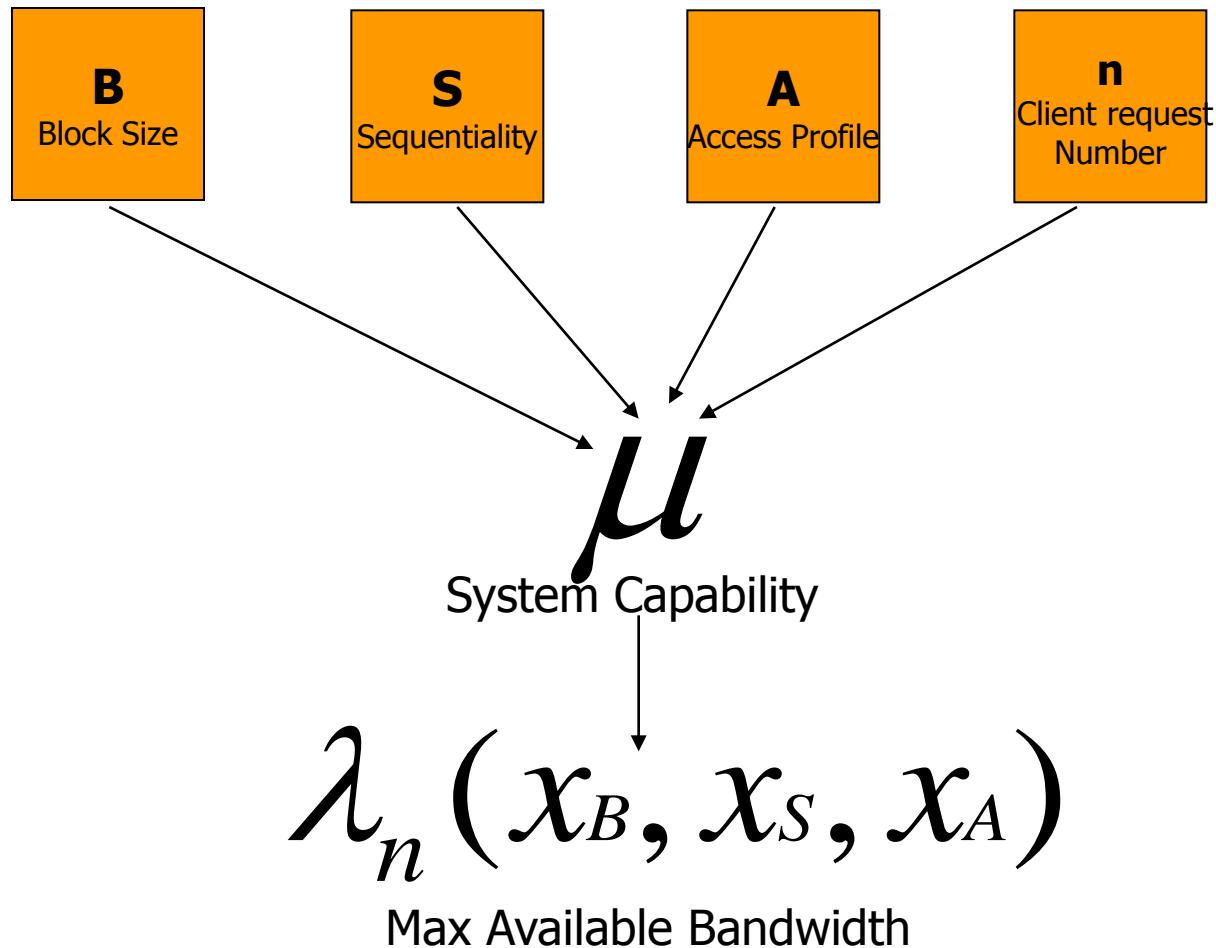 B
Block Size
S
Sequentiality
A
Access Profile
n
Client request
Number
μ
System Capability
λn(xB, xS, xA)
Max Available Bandwidth